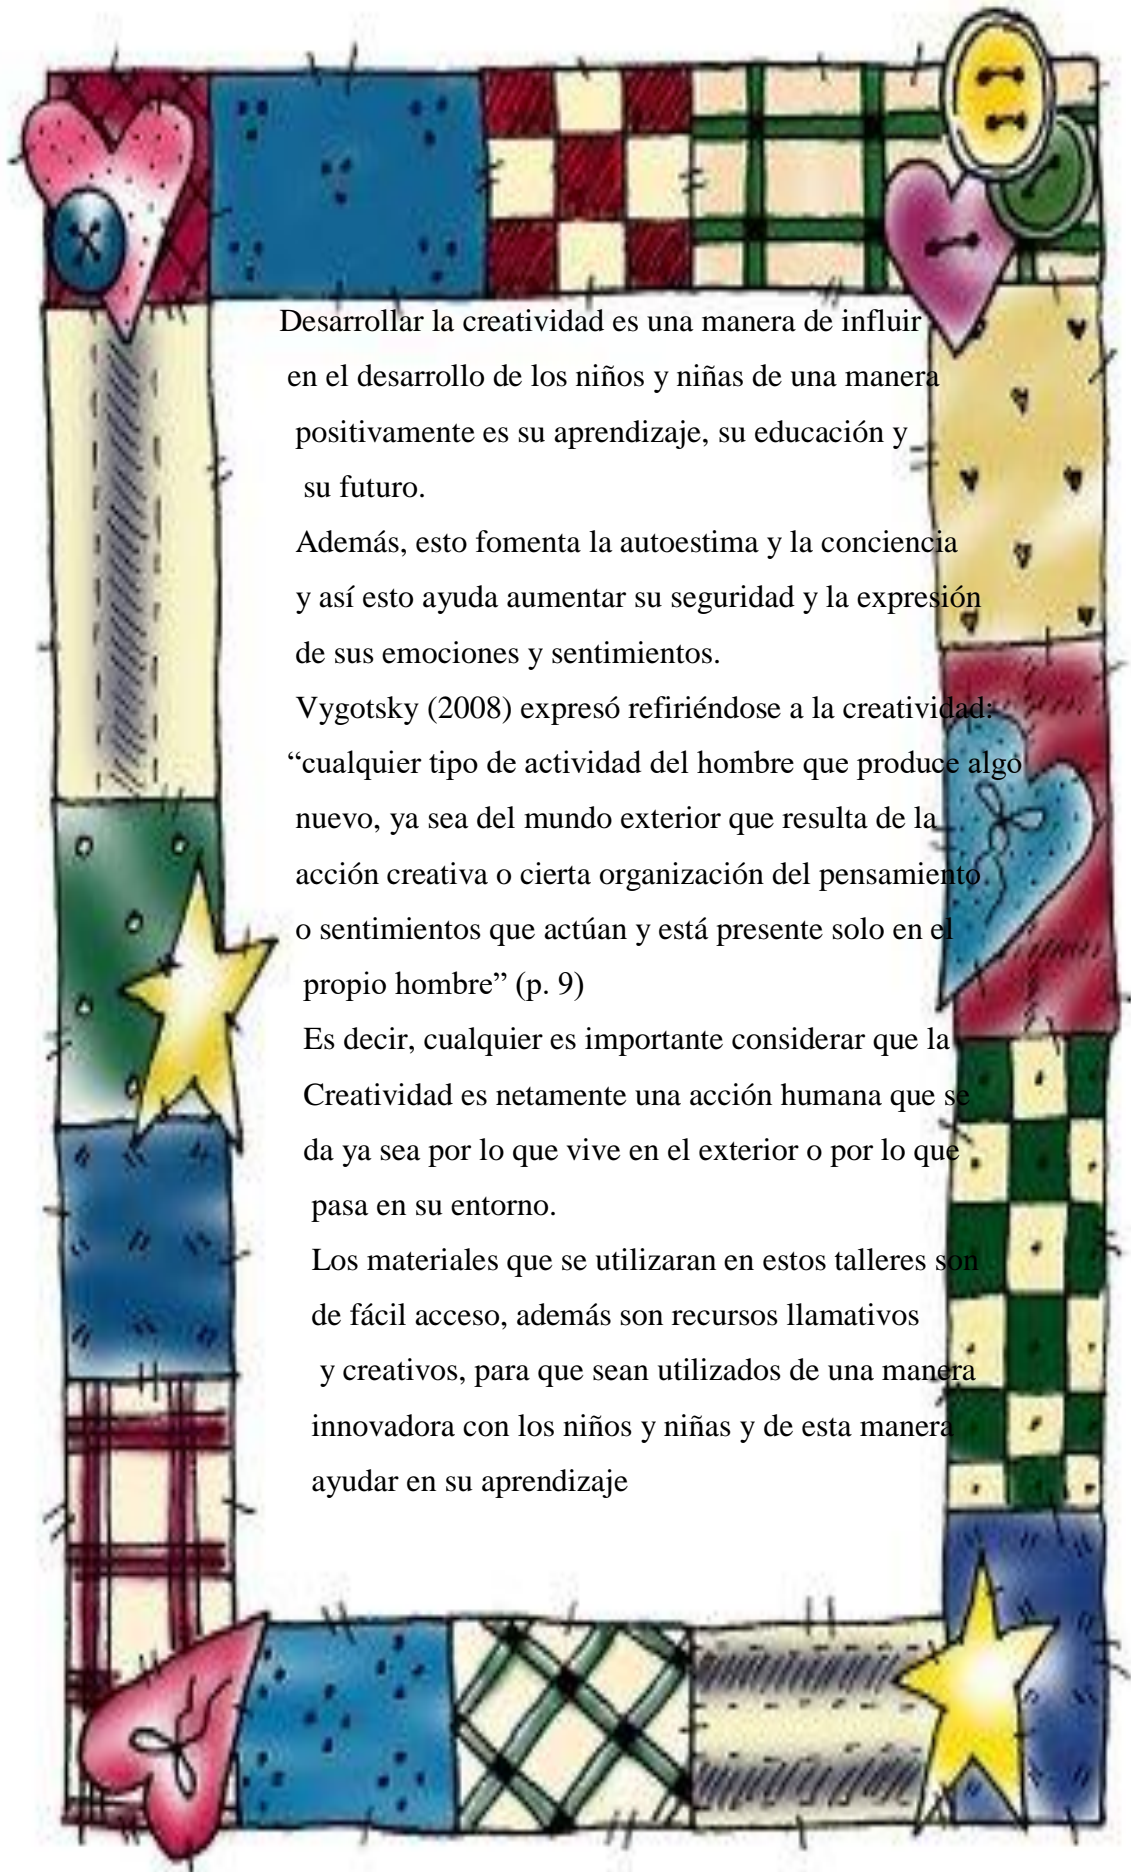 Desarrollar la creatividad es una manera de influir
en el desarrollo de los niños y niñas de una manera
positivamente es su aprendizaje, su educación y
su futuro.
Además, esto fomenta la autoestima y la conciencia
y así esto ayuda aumentar su seguridad y la expresión
de sus emociones y sentimientos.
Vygotsky (2008) expresó refiriéndose a la creatividad:
“cualquier tipo de actividad del hombre que produce algo
nuevo, ya sea del mundo exterior que resulta de la
acción creativa o cierta organización del pensamiento
o sentimientos que actúan y está presente solo en el
propio hombre” (p. 9)
Es decir, cualquier es importante considerar que la
Creatividad es netamente una acción humana que se
da ya sea por lo que vive en el exterior o por lo que
pasa en su entorno.
Los materiales que se utilizaran en estos talleres son
de fácil acceso, además son recursos llamativos
y creativos, para que sean utilizados de una manera
innovadora con los niños y niñas y de esta manera
ayudar en su aprendizaje